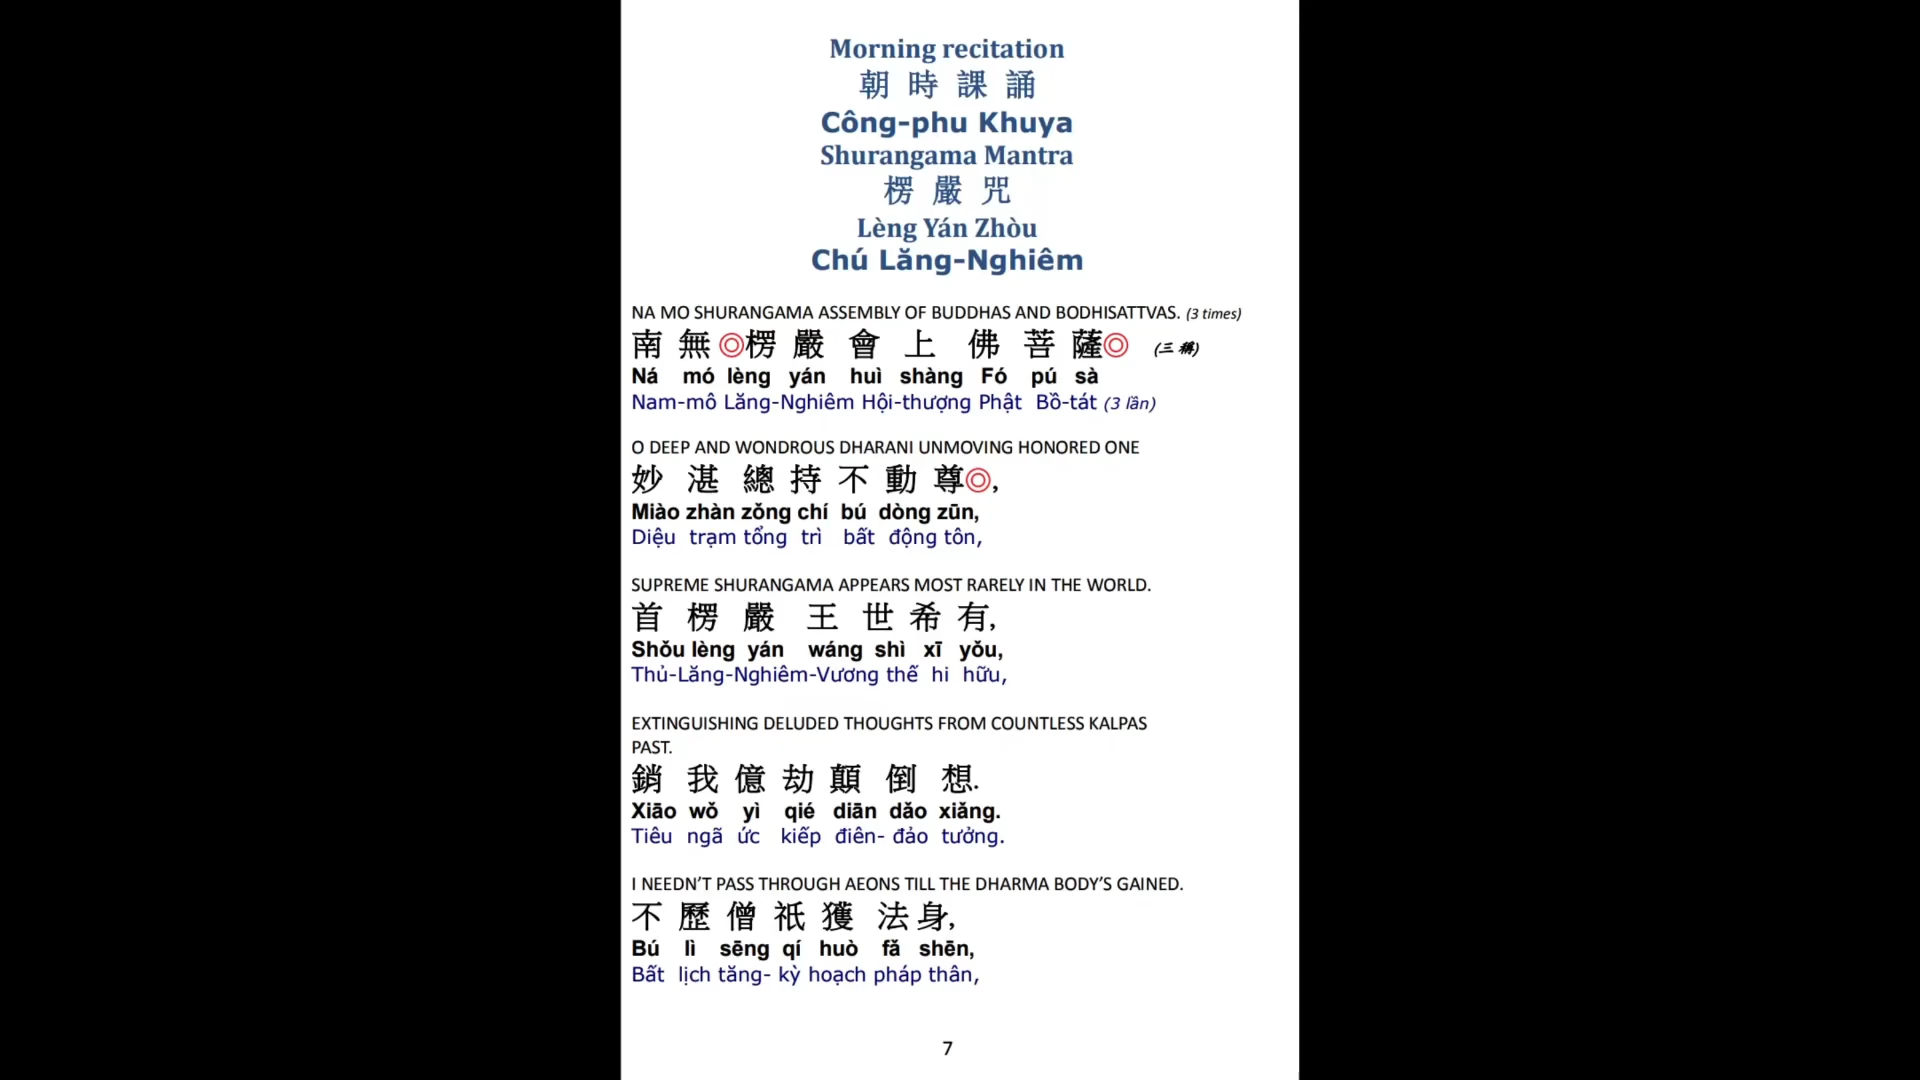 Morning recitation
朝 時 課 誦
Công-phu Khuya
Shurangama Mantra
楞 嚴 咒
Lèng Yán Zhòu
Chú Lăng-Nghiêm
NA MO SHURANGAMA ASSEMBLY OF BUDDHAS AND BODHISATTVAS. (3 times)
南 無 ◎楞 嚴 會 上 佛 菩 薩◎ (三 稱)
Ná mó lèng yán huì shàng Fó pú sà
Nam-mô Lăng-Nghiêm Hội-thượng Phật Bồ-tát (3 lần)
O DEEP AND WONDROUS DHARANI UNMOVING HONORED ONE
妙 湛 總 持 不 動 尊◎,
Miào zhàn zǒng chí bú dòng zūn,
Diệu trạm tổng trì bất động tôn,
SUPREME SHURANGAMA APPEARS MOST RARELY IN THE WORLD.
首 楞 嚴 王 世 希 有,
Shǒu lèng yán wáng shì xī yǒu,
Thủ-Lăng-Nghiêm-Vương thế hi hữu,
EXTINGUISHING DELUDED THOUGHTS FROM COUNTLESS KALPAS
PAST.
銷 我 億 劫 顛 倒 想.
Xiāo wǒ yì qié diān dǎo xiǎng.
Tiêu ngã ức kiếp điên- đảo tưởng.
I NEEDN’T PASS THROUGH AEONS TILL THE DHARMA BODY’S GAINED.
不 歷 僧 祇 獲 法 身,
Bú lì sēng qí huò fǎ shēn,
Bất lịch tăng- kỳ hoạch pháp thân,
7